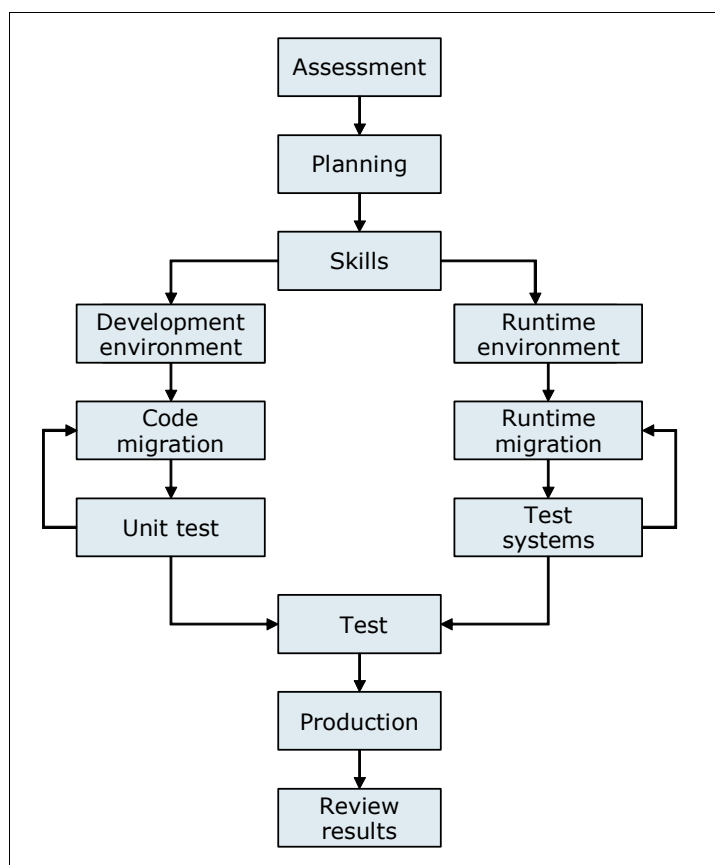 Assessment
Planning
Skills
Development
environment
Runtime
environment
Code
migration
Runtime
migration
Unit test
Test
systems
Test
Production
Review
results